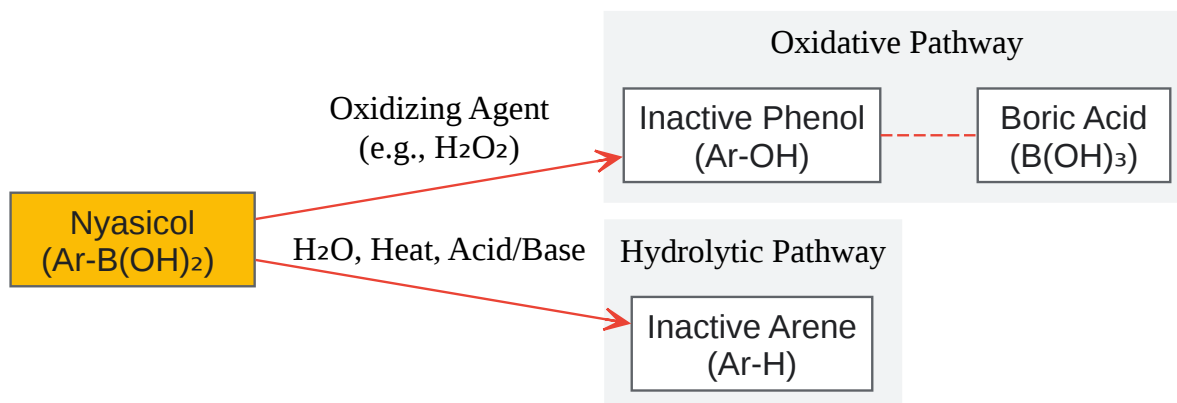 Oxidative Pathway
Oxidizing Agent
(e.g., H₂O₂)
Inactive Phenol
(Ar-OH)
Boric Acid
(B(OH)₃)
Nyasicol
(Ar-B(OH)₂)
H₂O, Heat, Acid/Base
Hydrolytic Pathway
Inactive Arene
(Ar-H)